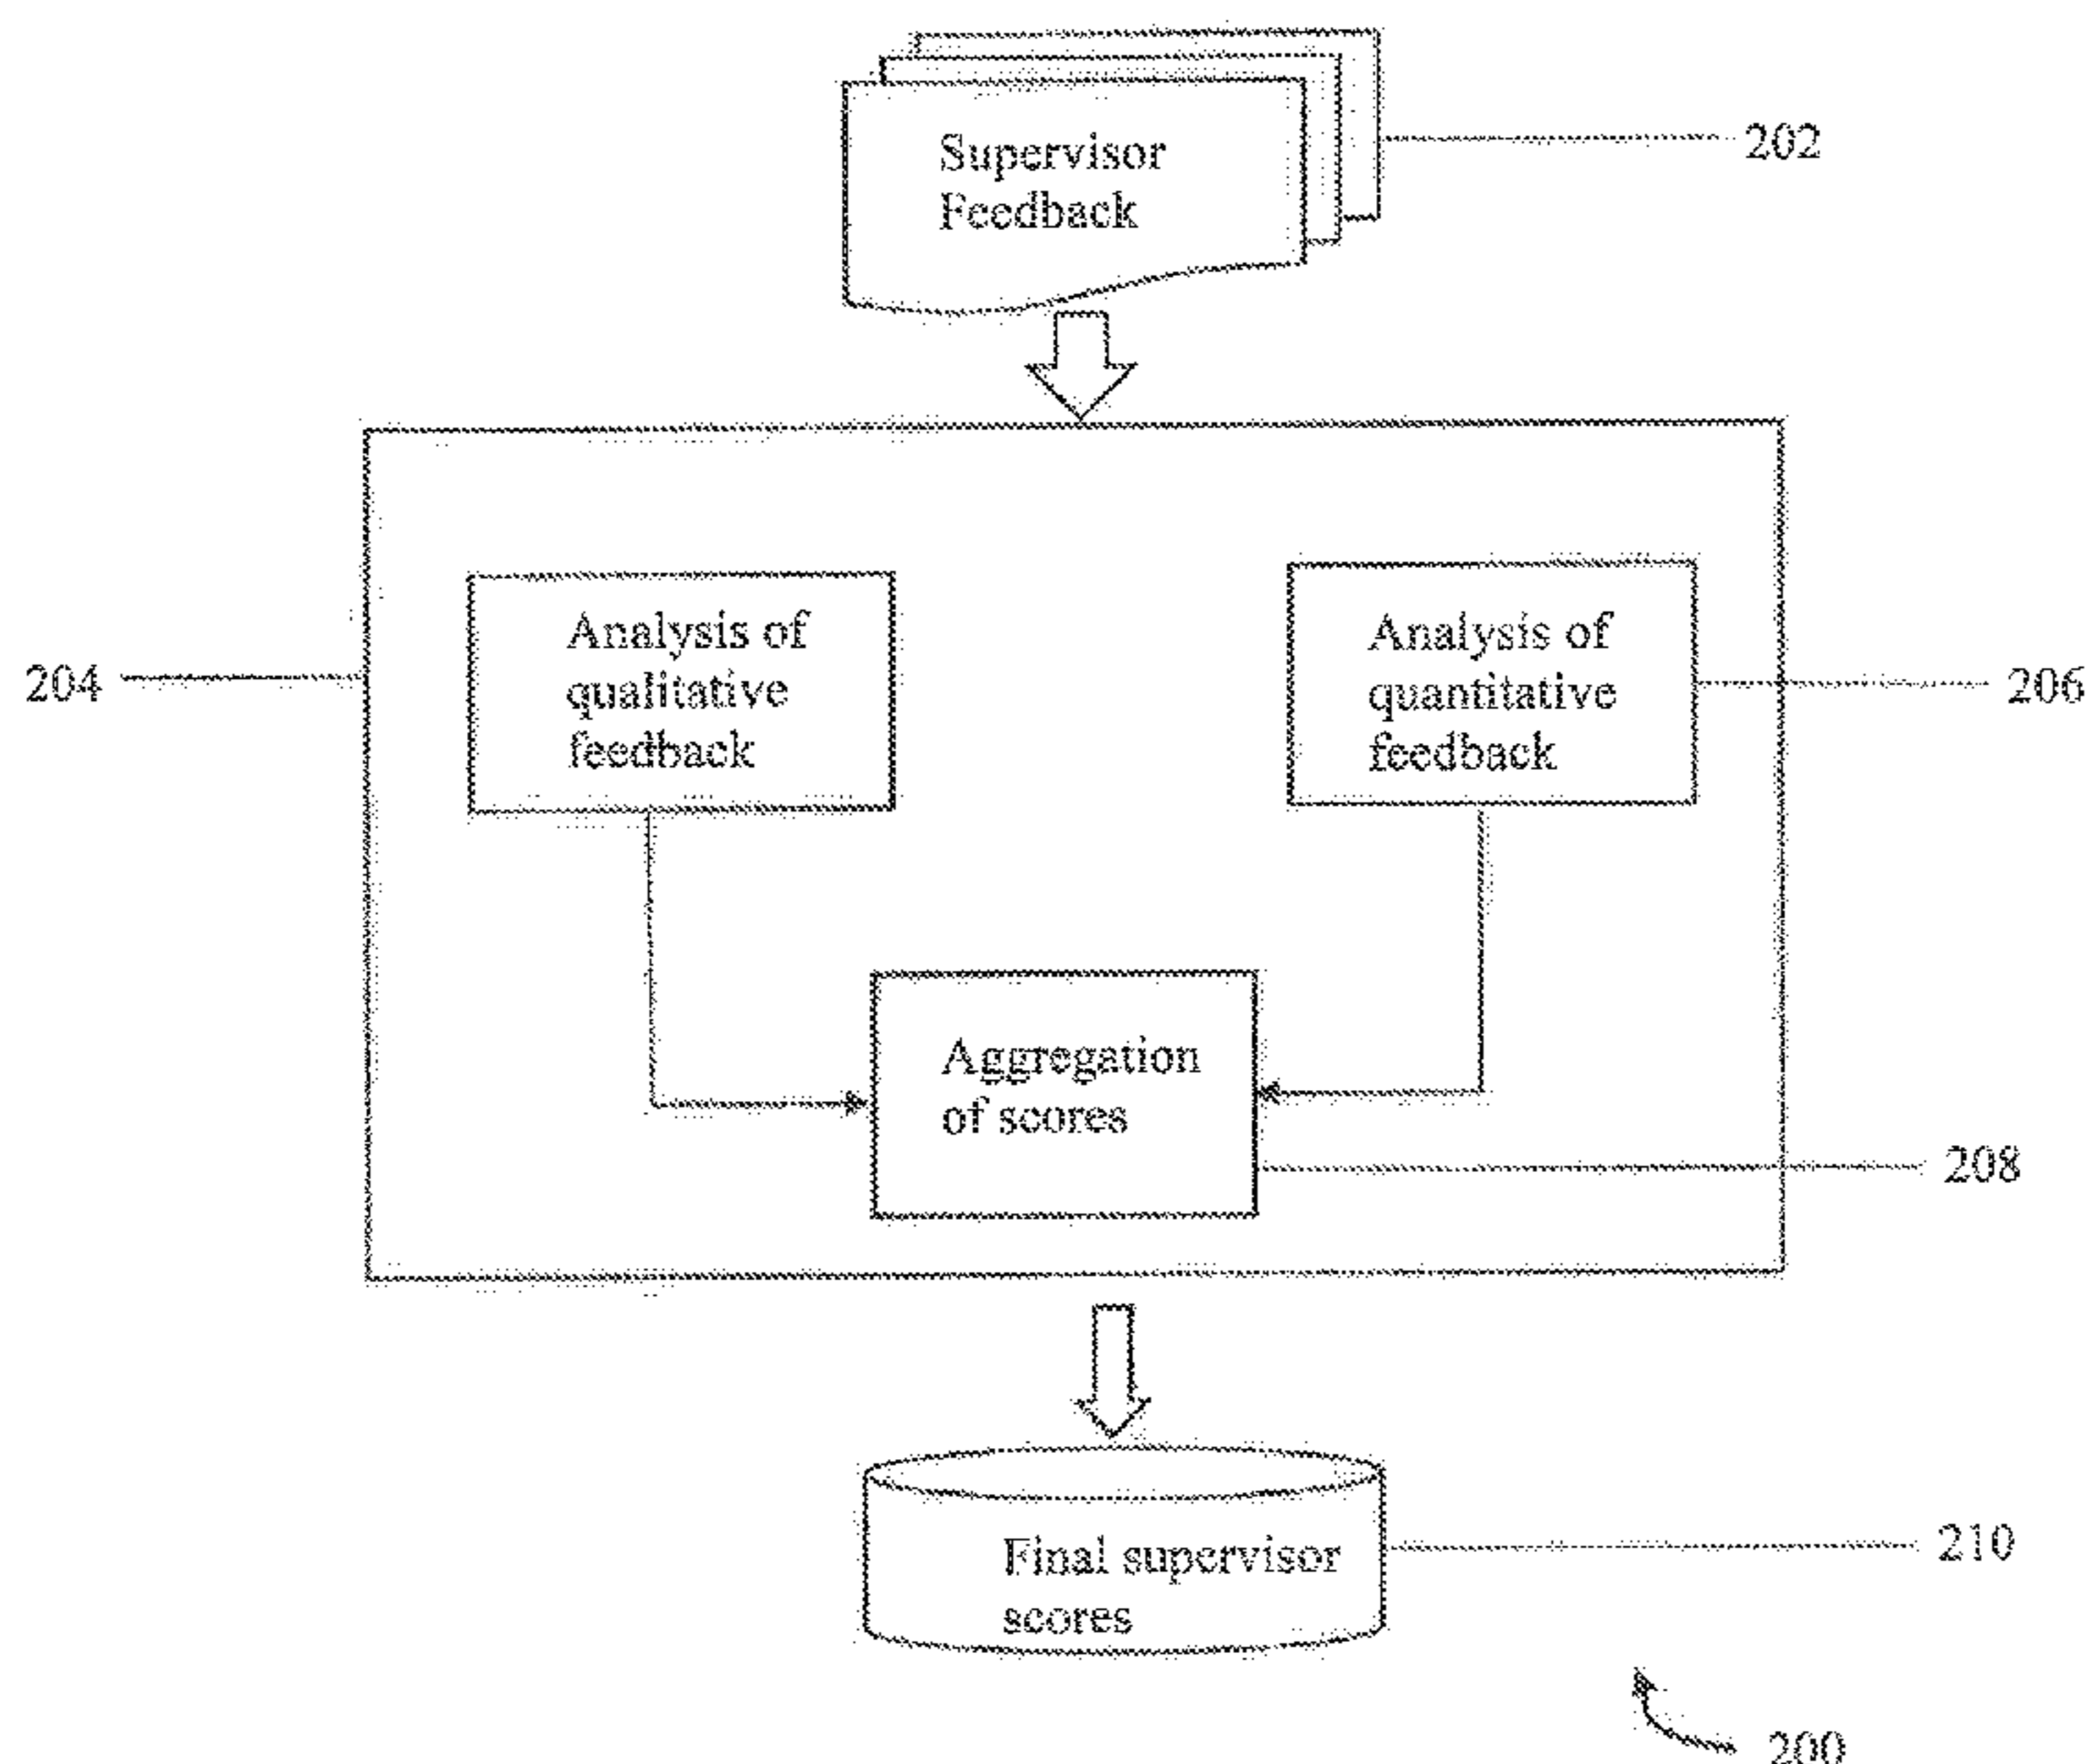 Supervisor
Feedback
202
Analysis of
qualitative
feedback
204
Analysis of
quantitative
feedback
206
Aggregation
of scores
208
Final supervisor
scores
210
200